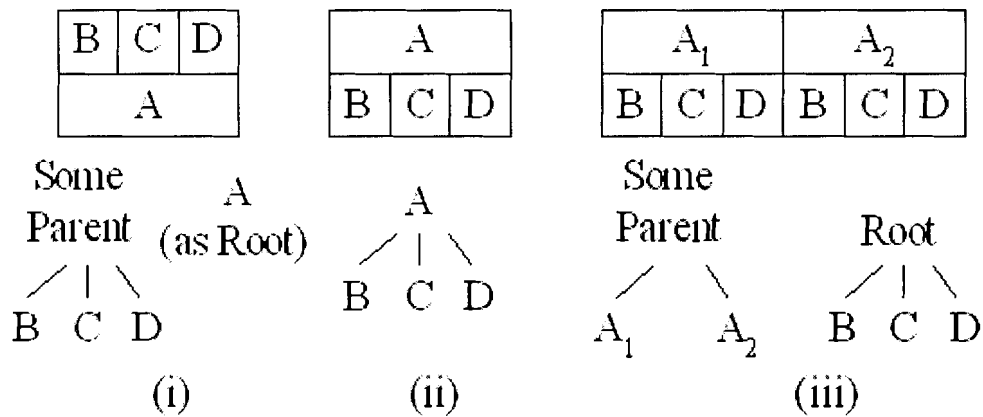 B C D
A
A
B C D
A₁ A₂
B C D B C D
Some
Parent
A
(as Root)
B C D
A
B C D
Some
Parent
Root
A₁ A₂
B C D
(i)
(ii)
(iii)